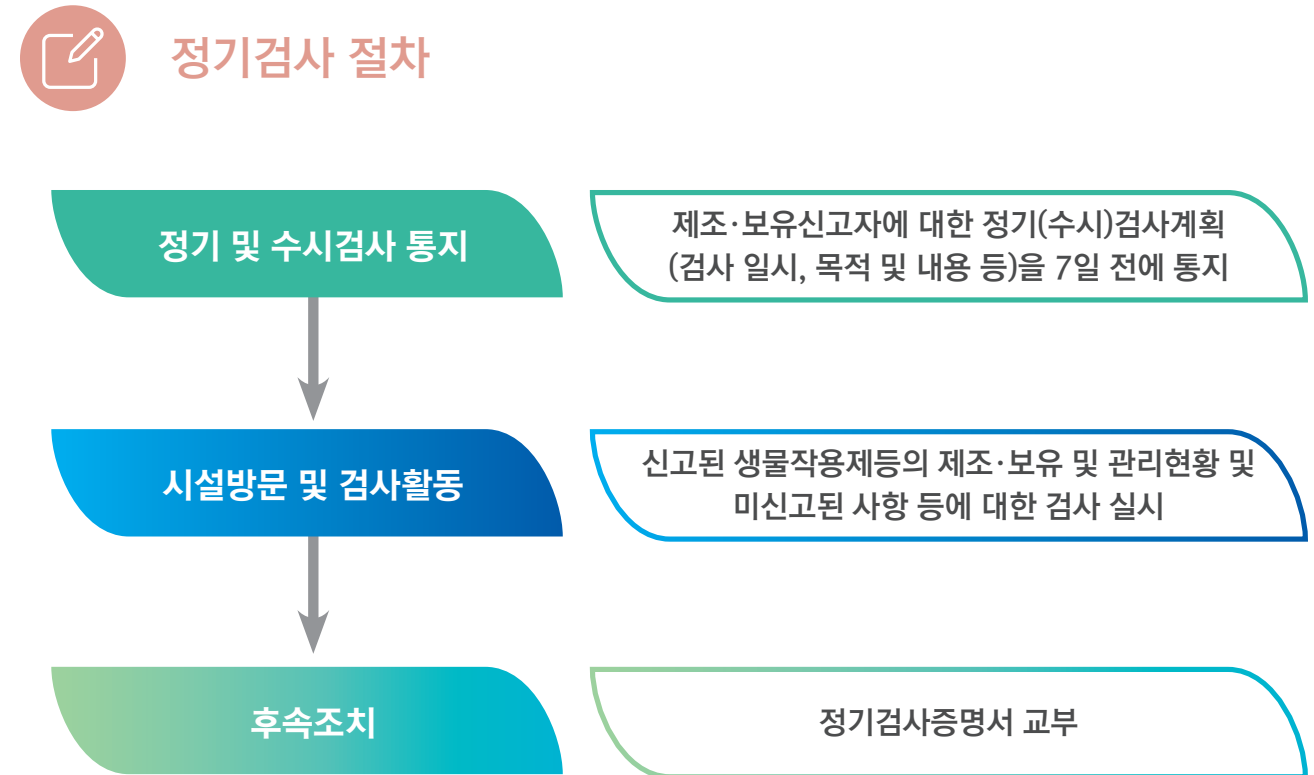 정기검사 절차
정기 및 수시검사 통지
제조·보유신고자에 대한 정기(수시)검사계획
(검사 일시, 목적 및 내용 등)을 7일 전에 통지
시설방문 및 검사활동
신고된 생물작용제등의 제조·보유 및 관리현황 및
미신고된 사항 등에 대한 검사 실시
후속조치
정기검사증명서 교부